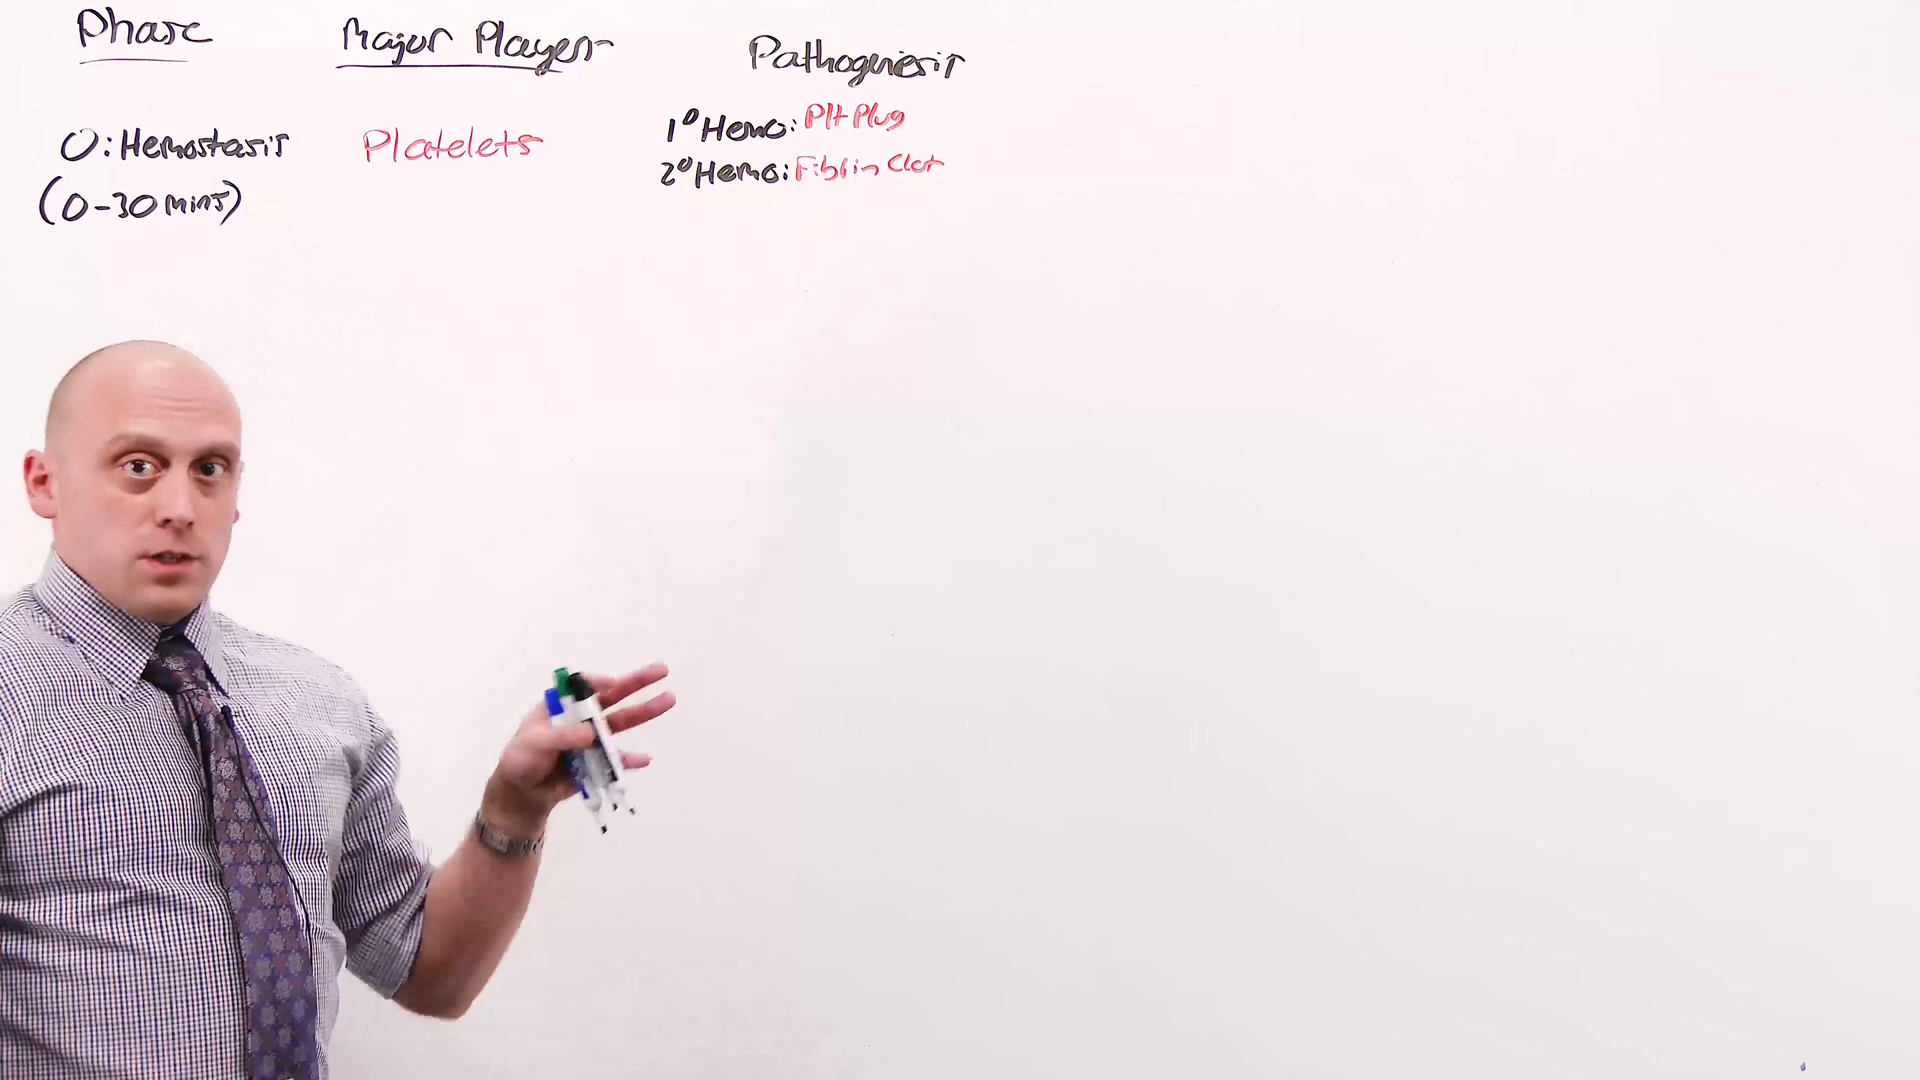 Phase
Major Players
Pathogenesis
0: Hemostasis
(0-30 mins)
Platelets
1° Hemo: Plt Plug
2° Hemo: Fibrin Clot